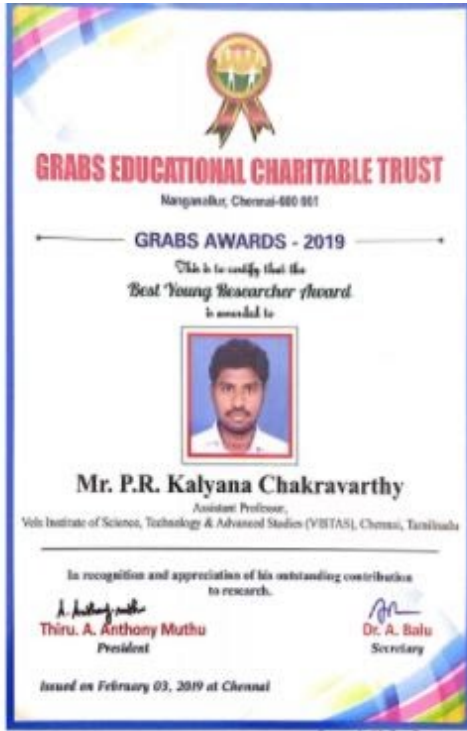 GRABS EDUCATIONAL CHARITABLE TRUST
Nanganallur, Chennai-600 061
GRABS AWARDS - 2019
This is to certify that the
Best Young Researcher Award
is awarded to
Mr. P.R. Kalyana Chakravarthy
Assistant Professor,
Vels Institute of Science, Technology & Advanced Studies (VISTAS), Chennai, Tamilnadu
In recognition and appreciation of his outstanding contribution
to research.
Thiru. A. Anthony Muthu
Dr. A. Balu
President
Secretary
Issued on February 03, 2019 at Chennai